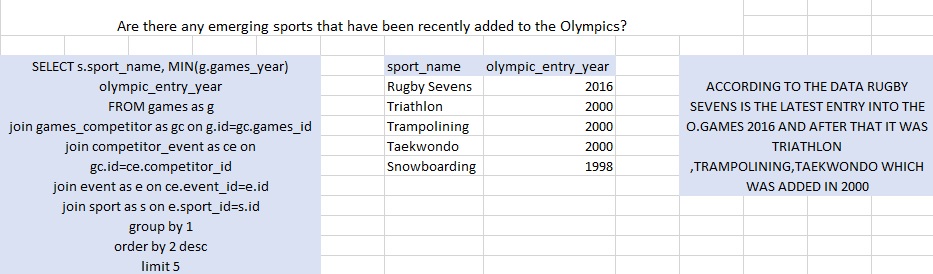 Are there any emerging sports that have been recently added to the Olympics?
SELECT s.sport_name, MIN(g.games_year)
olympic_entry_year
FROM games as g
join games_competitor as gc on g.id=gc.games_id
join competitor_event as ce on
gc.id=ce.competitor_id
join event as e on ce.event_id=e.id
join sport as s on e.sport_id=s.id
group by 1
order by 2 desc
limit 5
sport_name olympic_entry_year
Rugby Sevens 2016
Triathlon 2000
Trampolining 2000
Taekwondo 2000
Snowboarding 1998
ACCORDING TO THE DATA RUGBY
SEVENS IS THE LATEST ENTRY INTO THE
O.GAMES 2016 AND AFTER THAT IT WAS
TRIATHLON
,TRAMPOLINING,TAEKWONDO WHICH
WAS ADDED IN 2000